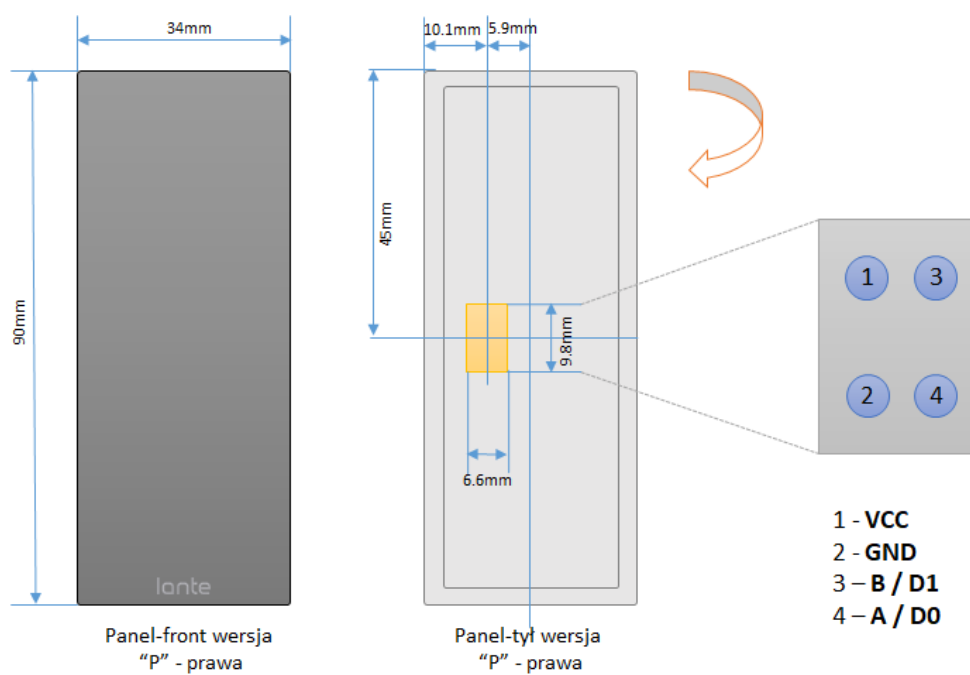 34mm
10.1mm
5.9mm
90mm
45mm
9.8mm
6.6mm
1
3
2
4
lante
1 - VCC
2 - GND
3 – B / D1
4 – A / D0
Panel-front wersja
“P” - prawa
Panel-tył wersja
“P” - prawa